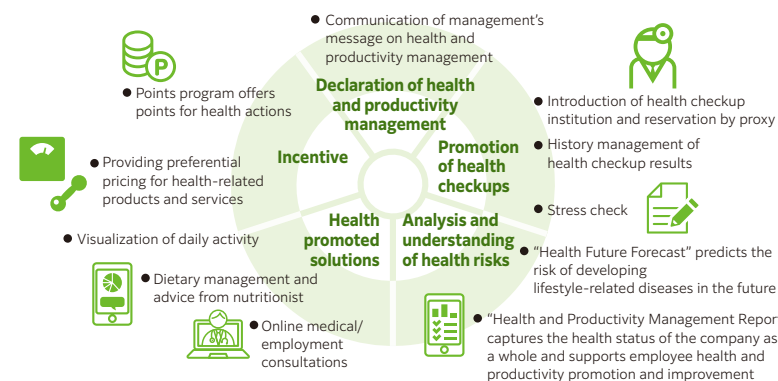 ● Communication of management's
message on health and
productivity management
Declaration of health
and productivity
management
P
● Points program offers
points for health actions
● Introduction of health checkup
institution and reservation by proxy
● History management of
health checkup results
Incentive
Promotion
of health
checkups
● Providing preferential
pricing for health-related
products and services
● Stress check
Health
promoted
solutions
Analysis and
understanding
of health risks
● Visualization of daily activity
● "Health Future Forecast" predicts the
risk of developing
lifestyle-related diseases in the future
● Dietary management and
advice from nutritionist
● Online medical/
employment
consultations
● "Health and Productivity Management Repor
captures the health status of the company as
a whole and supports employee health and
productivity promotion and improvement